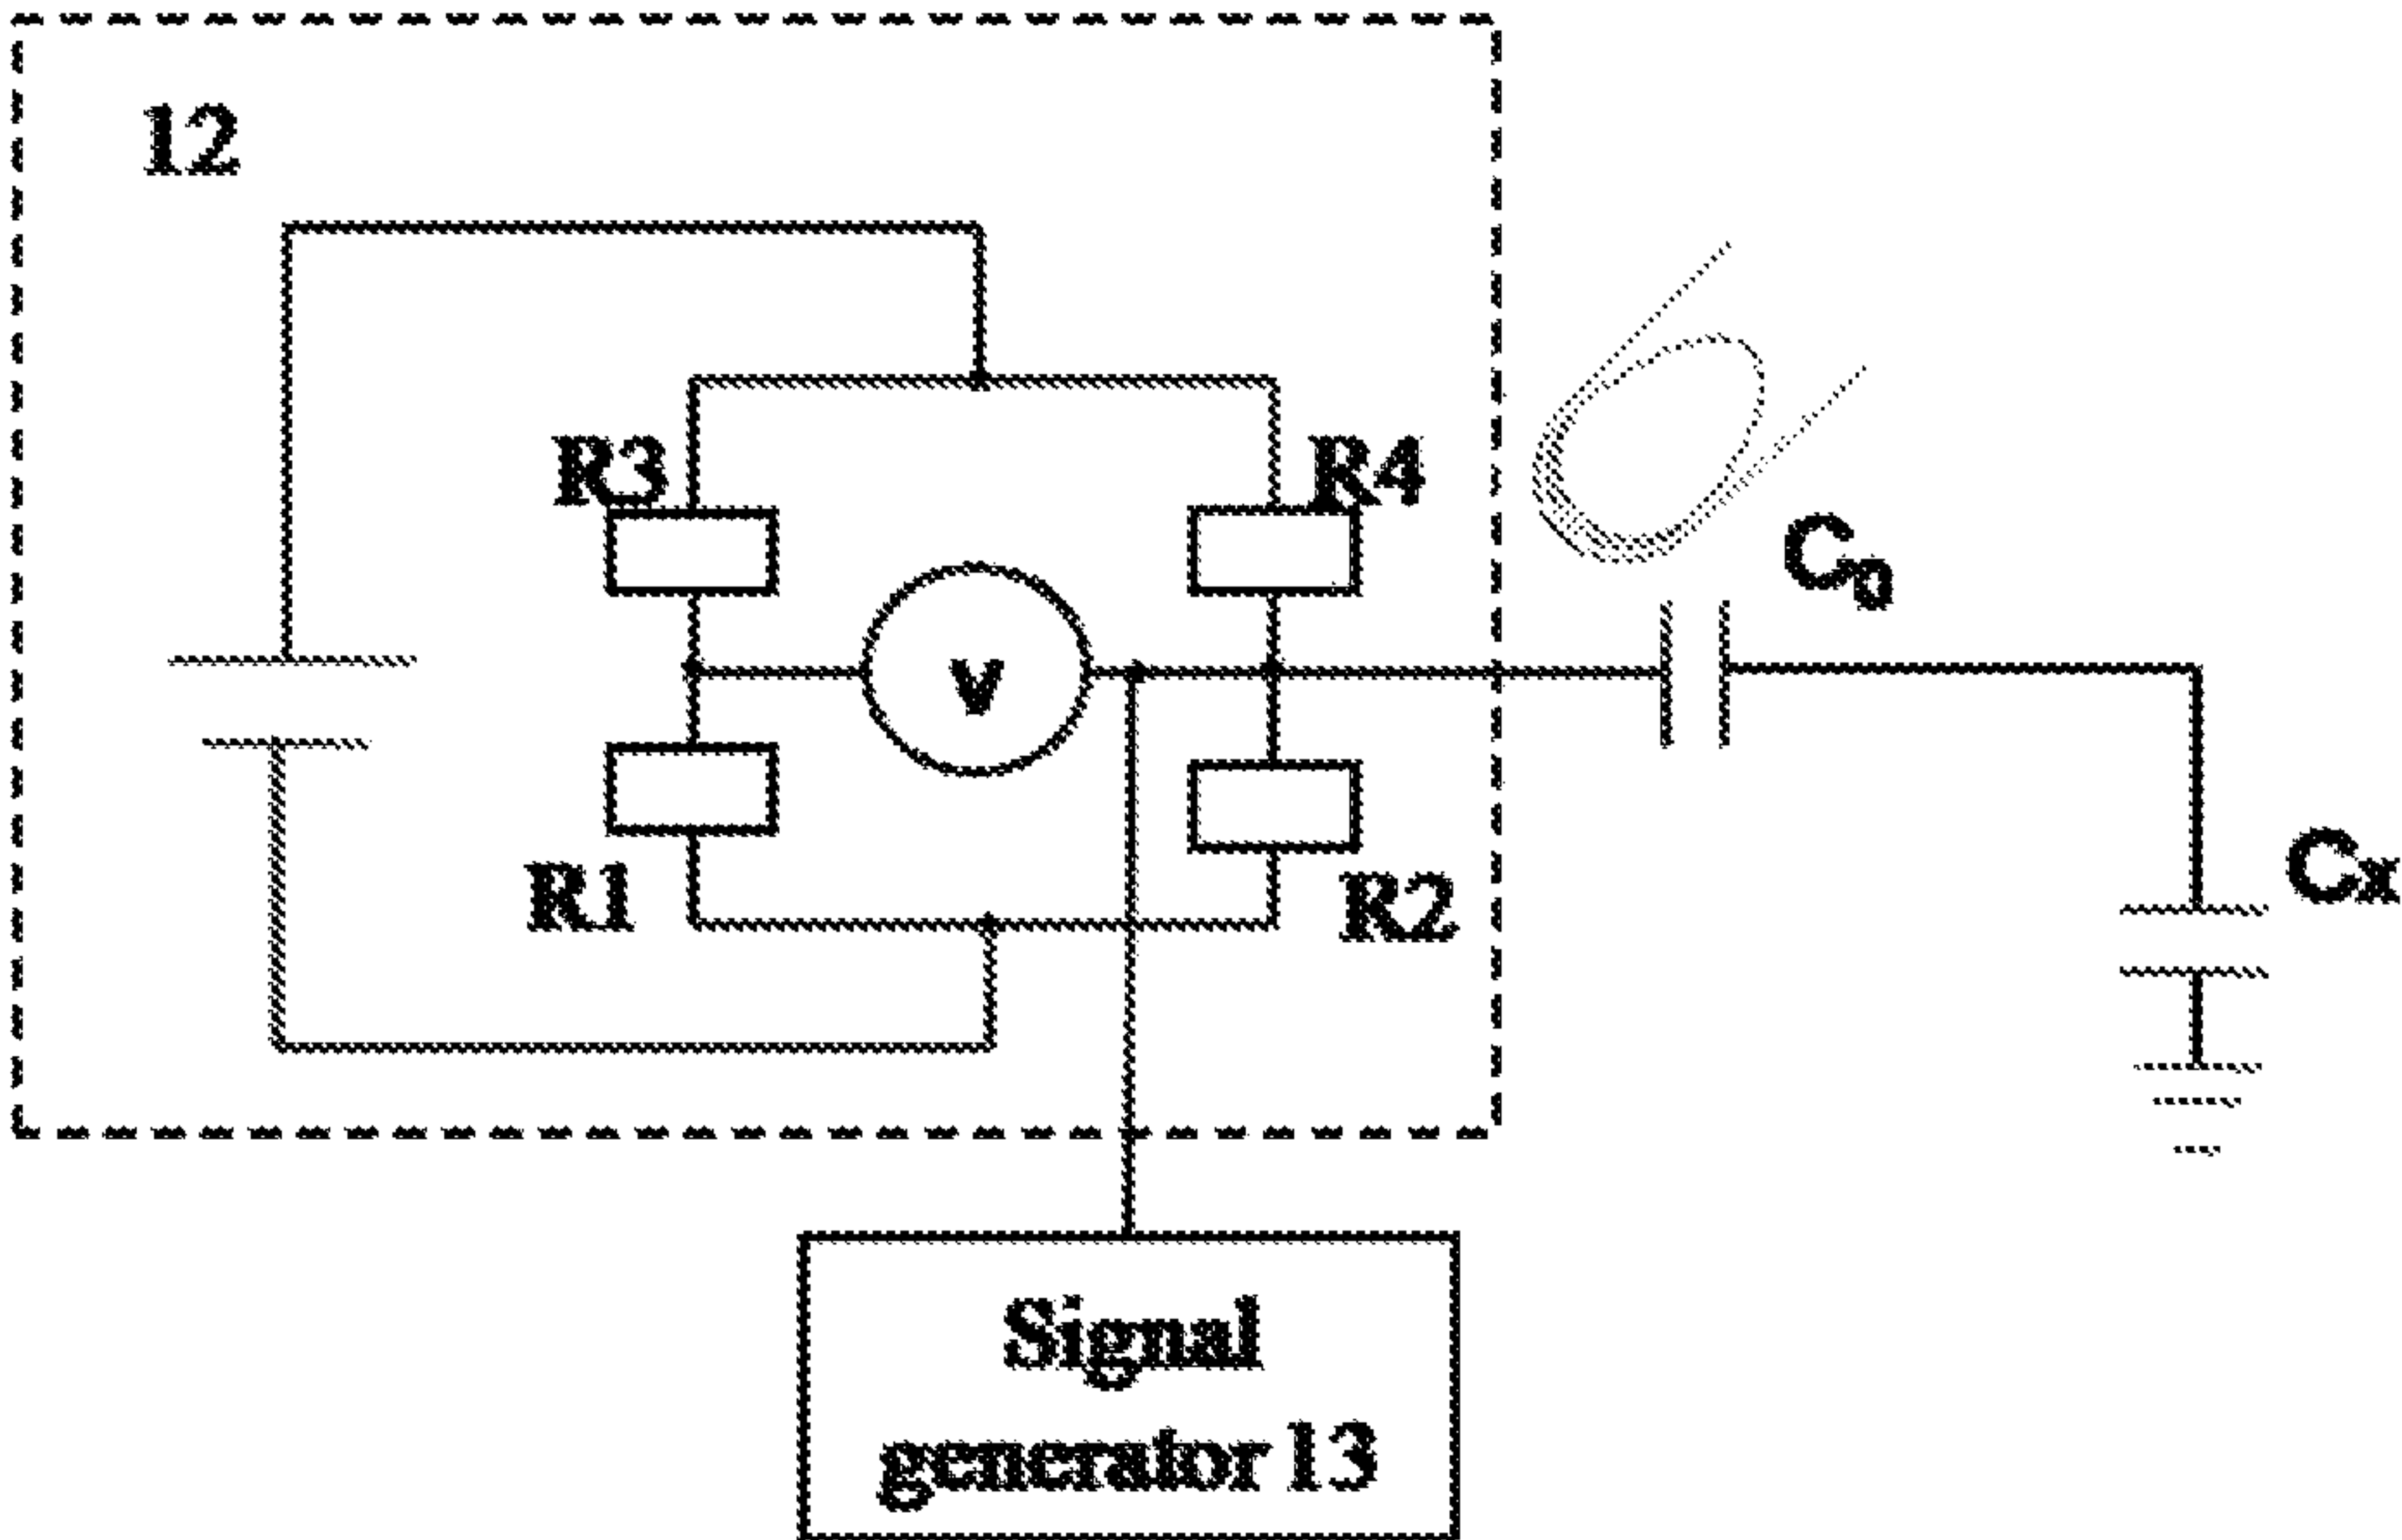 12
R3
R4
C0
V
Cx
R1
R2
Signal
generator 13